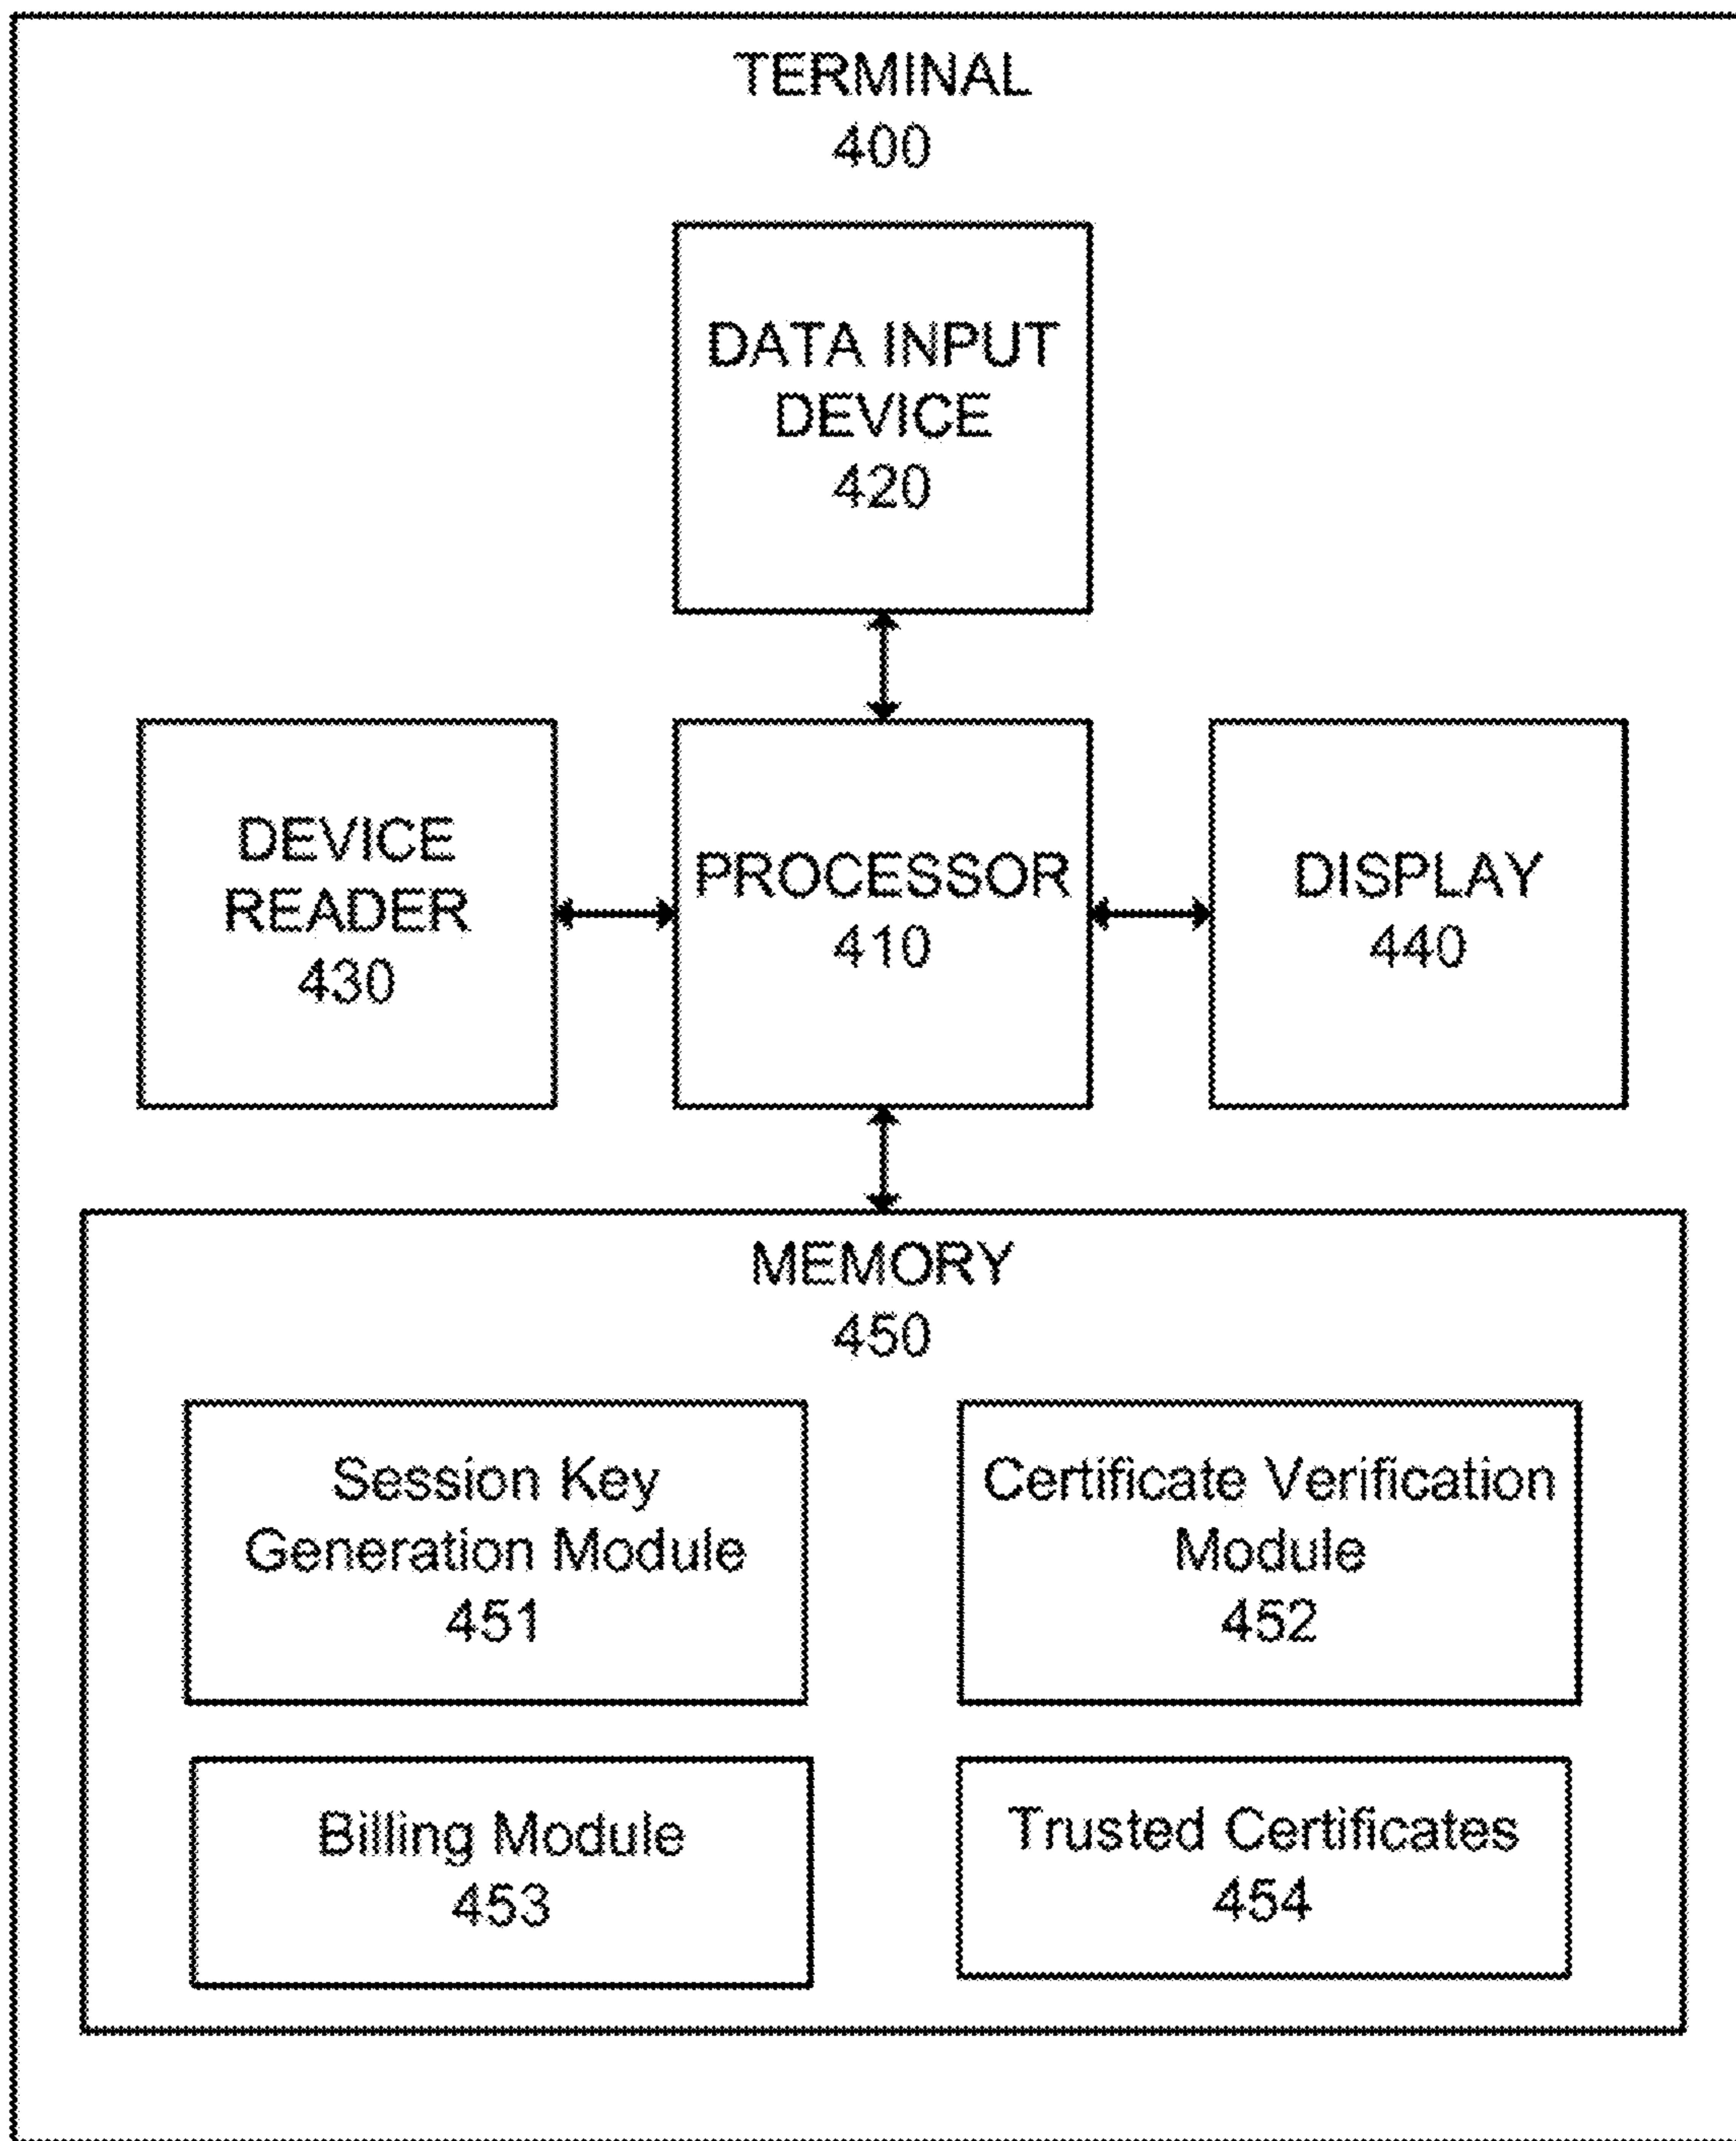 TERMINAL
400
DATA INPUT
DEVICE
420
DEVICE
READER
430
PROCESSOR
410
DISPLAY
440
MEMORY
450
Session Key
Generation Module
451
Certificate Verification
Module
452
Billing Module
453
Trusted Certificates
454